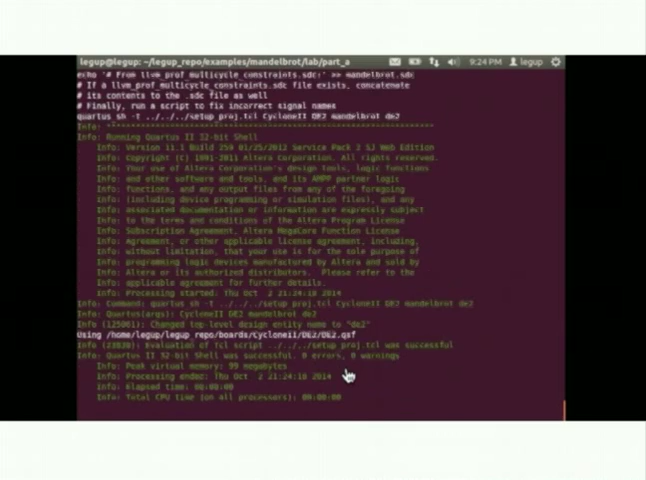 legup@legup: ~/legup_repo/examples/mandelbrot/lab/part_a
9:24 PM legup
echo '# From llvm_prof_multicycle_constraints.sdc:' >> mandelbrot.sdc
# If a llvm_prof_multicycle_constraints.sdc file exists, concatenate
# its contents to the .sdc file as well
# Finally, run a script to fix incorrect signal names
quartus_sh -t ../../../setup_proj.tcl CycloneII DE2 mandelbrot de2
Info: Running Quartus II 32-bit Shell
Info: Version 11.1 Build 259 01/25/2012 Service Pack 2 SJ Web Edition
Info: Copyright (C) 1991-2011 Altera Corporation. All rights reserved.
Info: Your use of Altera Corporation's design tools, logic functions
Info: and other software and tools, and its AMPP partner logic
Info: functions, and any output files from any of the foregoing
Info: (including device programming or simulation files), and any
Info: associated documentation or information are expressly subject
Info: to the terms and conditions of the Altera Program License
Info: Subscription Agreement, Altera MegaCore Function License
Info: Agreement, or other applicable license agreement, including,
Info: without limitation, that your use is for the sole purpose of
Info: programming logic devices manufactured by Altera and sold by
Info: Altera or its authorized distributors. Please refer to the
Info: applicable agreement for further details.
Info: Processing started: Thu Oct 2 21:24:18 2014
Info: Command: quartus_sh -t ../../../setup_proj.tcl CycloneII DE2 mandelbrot de2
Info: Quartus(args): CycloneII DE2 mandelbrot de2
Info (125061): Changed top-level design entity name to "de2"
Using /home/legup/legup_repo/boards/CycloneII/DE2/DE2.qsf
Info (23030): Evaluation of Tcl script ../../../setup_proj.tcl was successful
Info: Quartus II 32-bit Shell was successful. 0 errors, 0 warnings
Info: Peak virtual memory: 99 megabytes
Info: Processing ended: Thu Oct 2 21:24:18 2014
Info: Elapsed time: 00:00:00
Info: Total CPU time (on all processors): 00:00:00